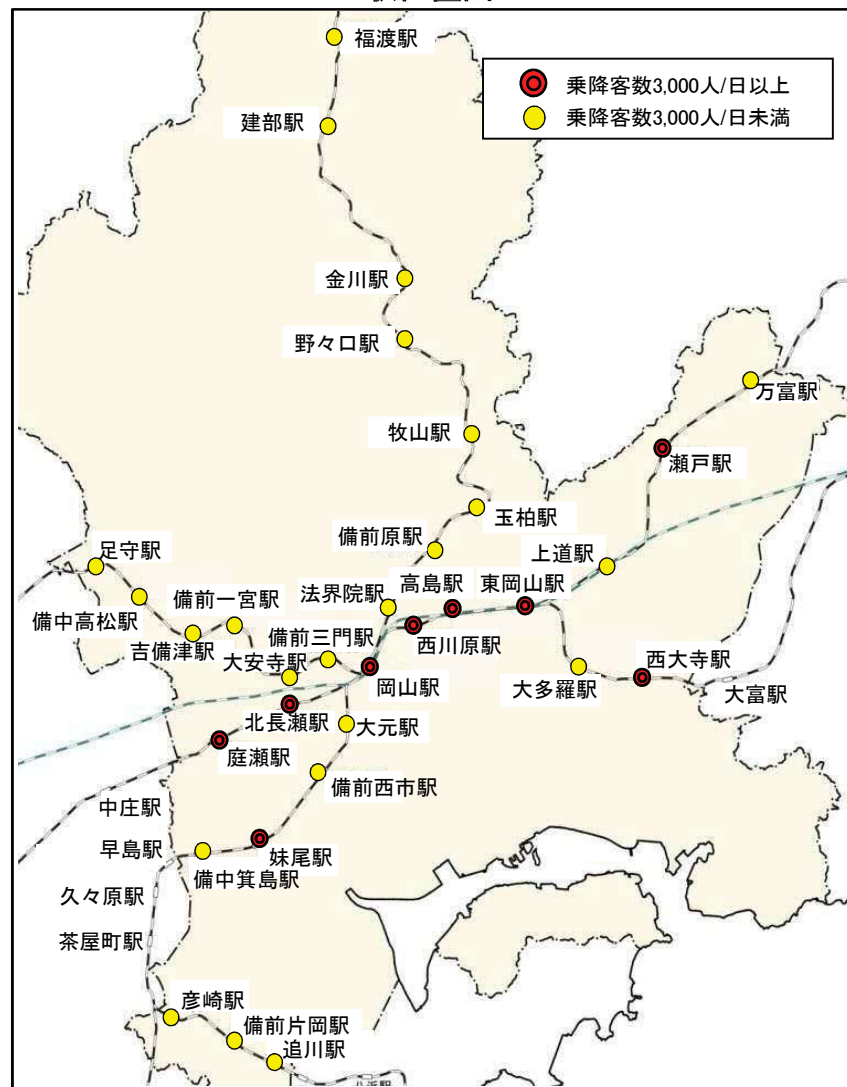 福渡駅
乗降客数3,000人/日以上
乗降客数3,000人/日未満
建部駅
金川駅
野々口駅
万富駅
牧山駅
瀬戸駅
玉柏駅
備前原駅
足守駅
上道駅
高島駅
東岡山駅
備前一宮駅
法界院駅
備中高松駅
吉備津駅
備前三門駅
西川原駅
大安寺駅
西大寺駅
岡山駅
大多羅駅
大富駅
北長瀬駅
大元駅
庭瀬駅
備前西市駅
中庄駅
早島駅
妹尾駅
備中箕島駅
久々原駅
茶屋町駅
彦崎駅
備前片岡駅
迫川駅